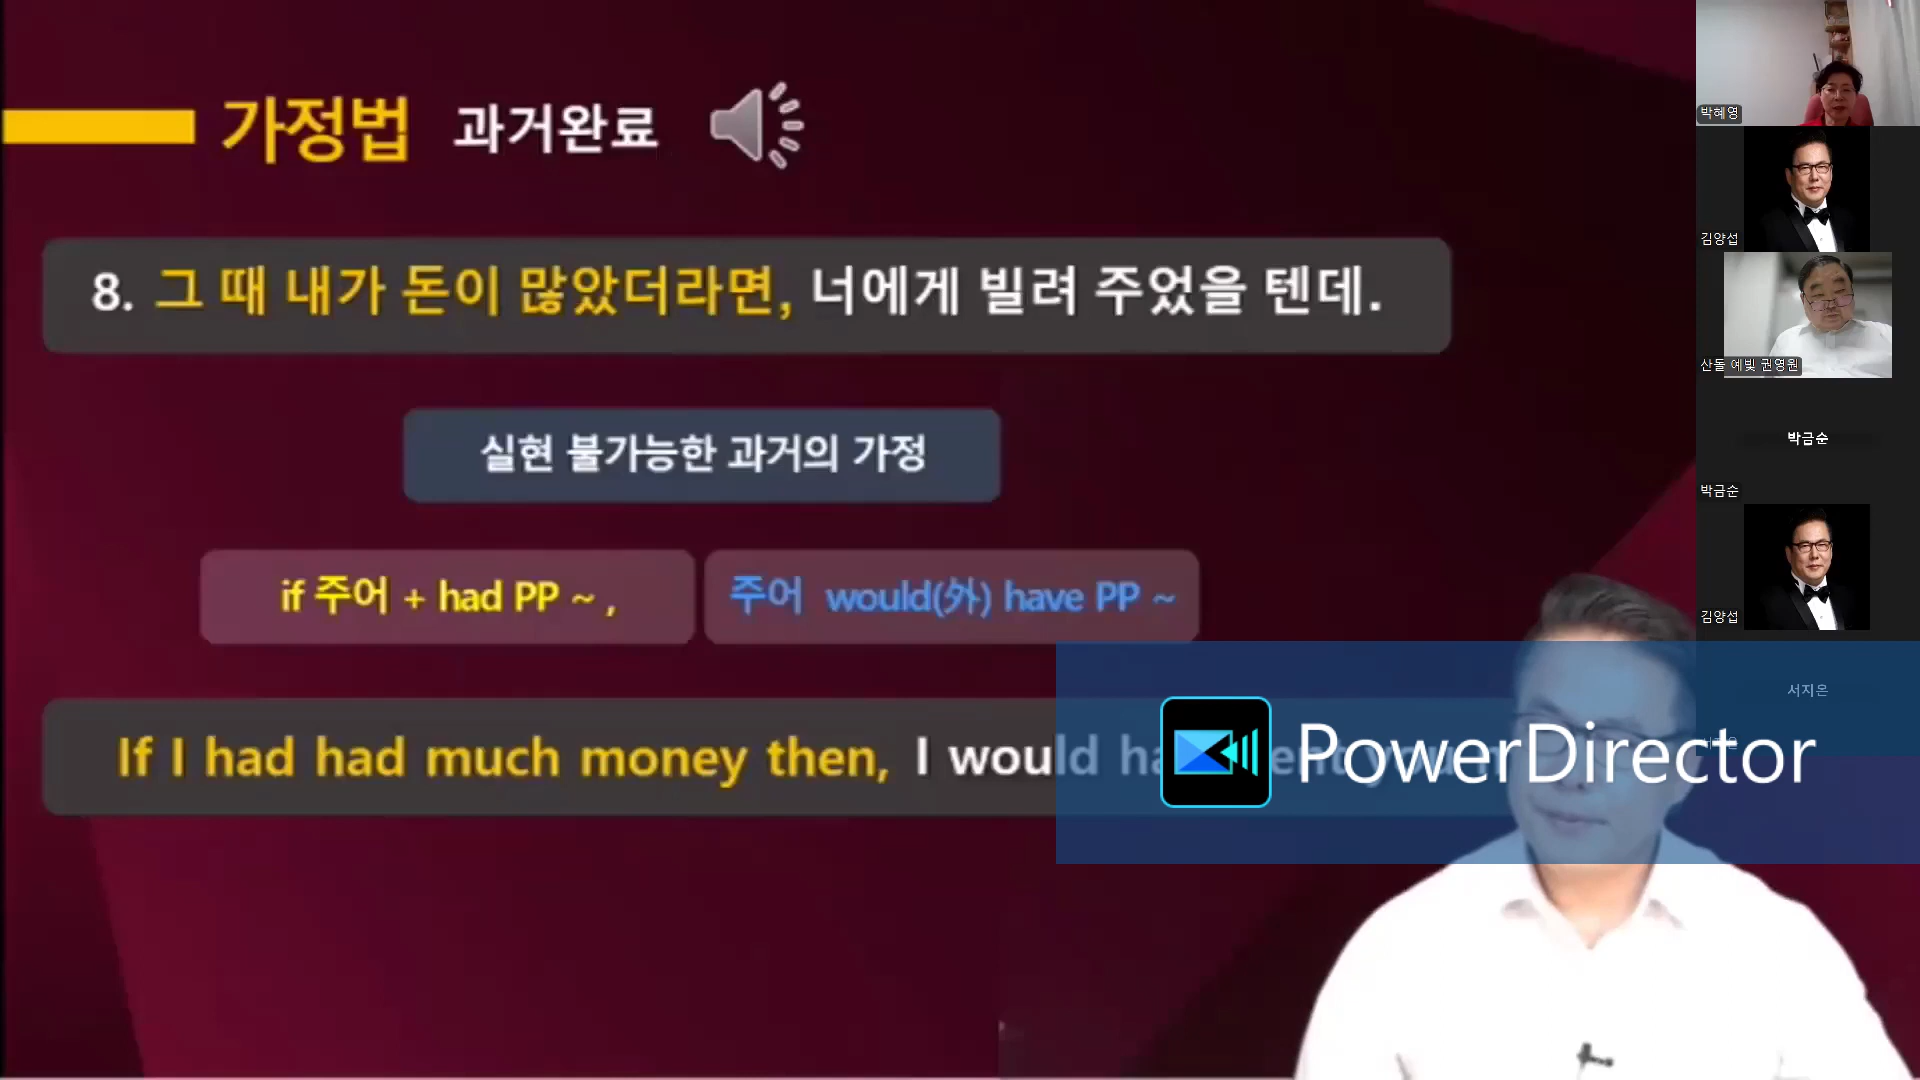 가정법 과거완료
8. 그 때 내가 돈이 많았더라면, 너에게 빌려 주었을 텐데.
실현 불가능한 과거의 가정
if 주어 + had PP ~ , 주어 would(外) have PP ~
If I had had much money then, I would
PowerDirector
박혜영
김양섭
산돌 예빛 권영원
박금순
박금순
김양섭
서지은